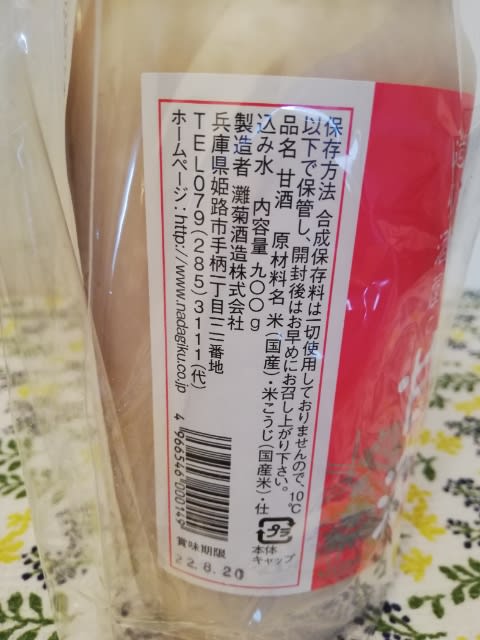 保存方法 合成保存料は一切使用しておりませんので、10℃
以下で保管し、開封後はお早めにお召し上がり下さい。
品名 甘酒 原材料名 米(国産)・米こうじ(国産米)・仕
込み水 内容量 九〇〇g
製造者 灘菊酒造株式会社
兵庫県姫路市手柄一丁目一二一番地
TEL079(285)3111(代)
ホームページ:http://www.nadagiku.co.jp
4 966546 000149
プラ
本体
キャップ
賞味期限
22.8.20